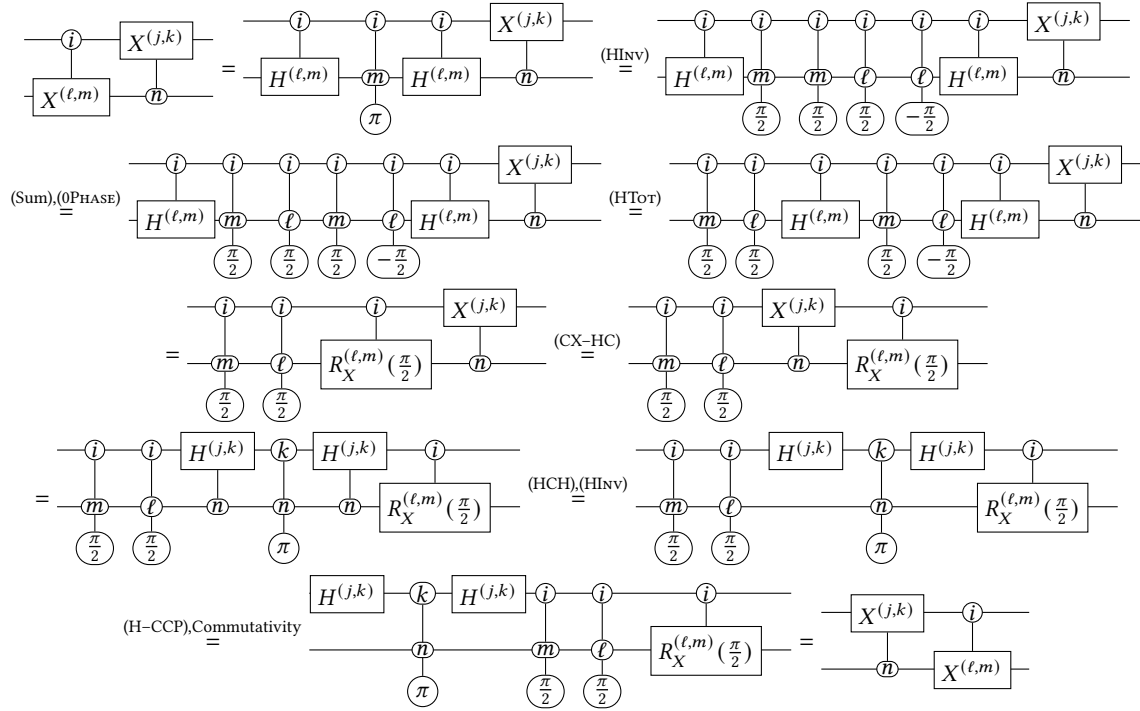 i X^{(j,k)} = i i i X^{(j,k)} (HInv) = i i i i i i X^{(j,k)}
X^{(ℓ,m)} n H^{(ℓ,m)} m H^{(ℓ,m)} n H^{(ℓ,m)} m m ℓ ℓ H^{(ℓ,m)} n
π π/2 π/2 π/2 −π/2
(Sum),(0Phase) = i i i i i i X^{(j,k)} (HTot) = i i i i i i X^{(j,k)}
H^{(ℓ,m)} m ℓ m ℓ H^{(ℓ,m)} n m ℓ H^{(ℓ,m)} m ℓ H^{(ℓ,m)} n
π/2 π/2 π/2 −π/2 π/2 π/2 π/2 −π/2
= i i i X^{(j,k)} (CX–HC) = i i X^{(j,k)} i
m ℓ R_X^{(ℓ,m)}(π/2) n m ℓ n R_X^{(ℓ,m)}(π/2)
π/2 π/2 π/2 π/2
= i i H^{(j,k)} k H^{(j,k)} i (HCH),(HInv) = i i H^{(j,k)} k H^{(j,k)} i
m ℓ n n n R_X^{(ℓ,m)}(π/2) m ℓ n R_X^{(ℓ,m)}(π/2)
π/2 π/2 π π/2 π/2 π
(H–CCP),Commutativity = H^{(j,k)} k H^{(j,k)} i i i = X^{(j,k)} i
n m ℓ R_X^{(ℓ,m)}(π/2) n X^{(ℓ,m)}
π π/2 π/2